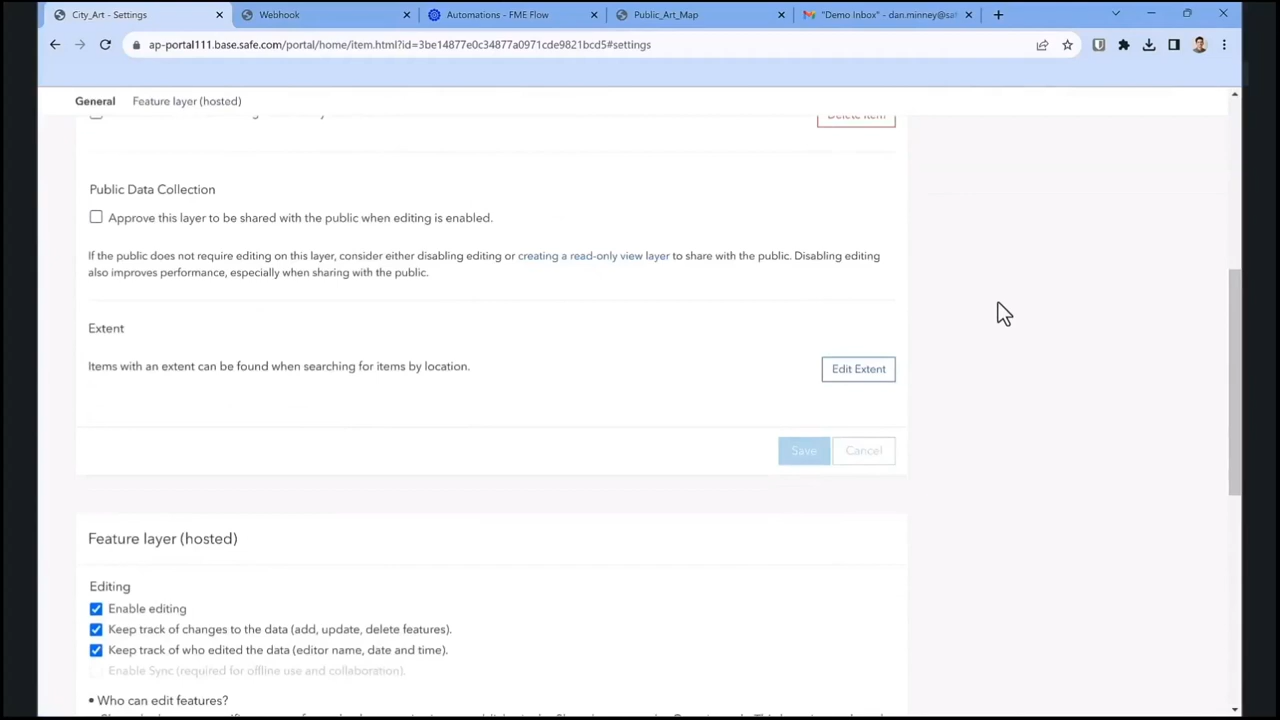 City_Art - Settings
Webhook
Automations - FME Flow
Public_Art_Map
"Demo Inbox" - dan.minney@saf
ap-portal111.base.safe.com/portal/home/item.html?id=3be14877e0c34877a0971cde9821bcd5#settings
General
Feature layer (hosted)
Delete Item
Public Data Collection
Approve this layer to be shared with the public when editing is enabled.
If the public does not require editing on this layer, consider either disabling editing or creating a read-only view layer to share with the public. Disabling editing
also improves performance, especially when sharing with the public.
Extent
Items with an extent can be found when searching for items by location.
Edit Extent
Save
Cancel
Feature layer (hosted)
Editing
Enable editing
Keep track of changes to the data (add, update, delete features).
Keep track of who edited the data (editor name, date and time).
Enable Sync (required for offline use and collaboration).
• Who can edit features?